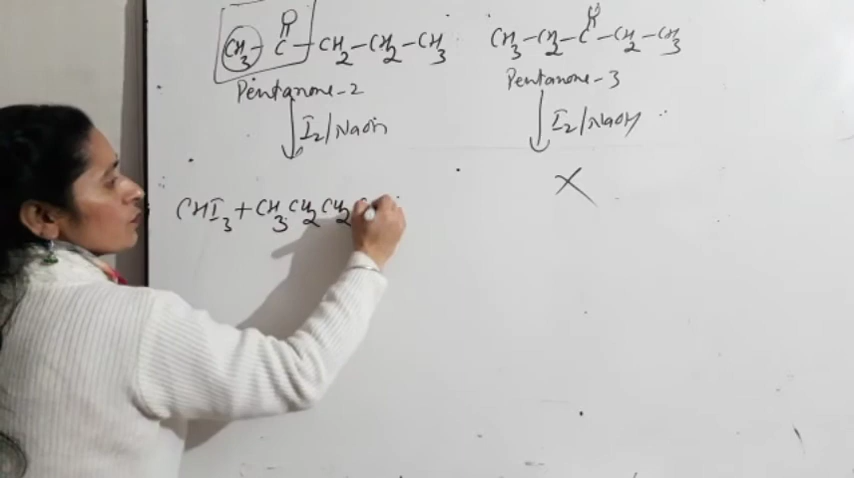 O O
CH3-C-CH2-CH2-CH3 CH3-CH2-C-CH2-CH3
Pentanone-2 Pentanone-3
I2/NaOH I2/NaOH
CHI3+CH3CH2CH2 X